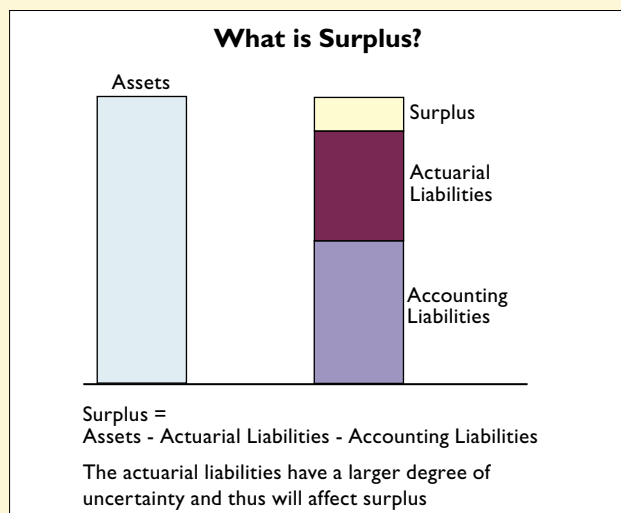 What is Surplus?
Assets
Surplus
Actuarial
Liabilities
Accounting
Liabilities
Surplus =
Assets - Actuarial Liabilities - Accounting Liabilities
The actuarial liabilities have a larger degree of
uncertainty and thus will affect surplus